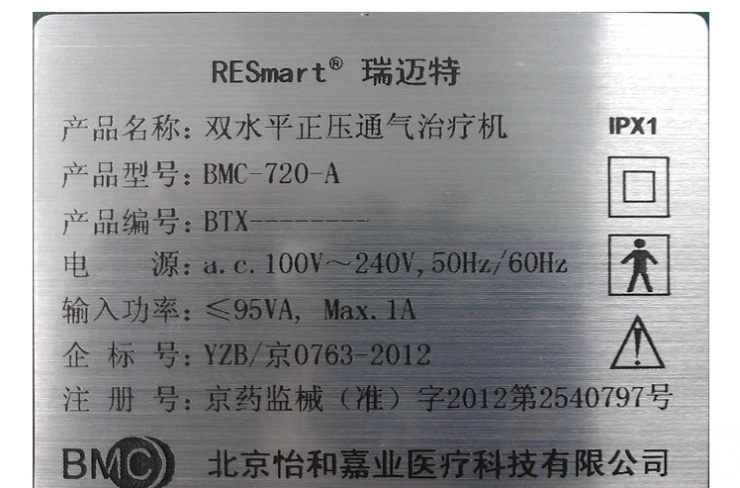 RESmart® 瑞迈特
产品名称: 双水平正压通气治疗机
IPX1
产品型号: BMC-720-A
产品编号: BTX--------
电 源: a.c.100V～240V,50Hz/60Hz
输入功率: ≤95VA, Max.1A
企 标 号: YZB/京0763-2012
注 册 号: 京药监械（准）字2012第2540797号
BMC 北京怡和嘉业医疗科技有限公司